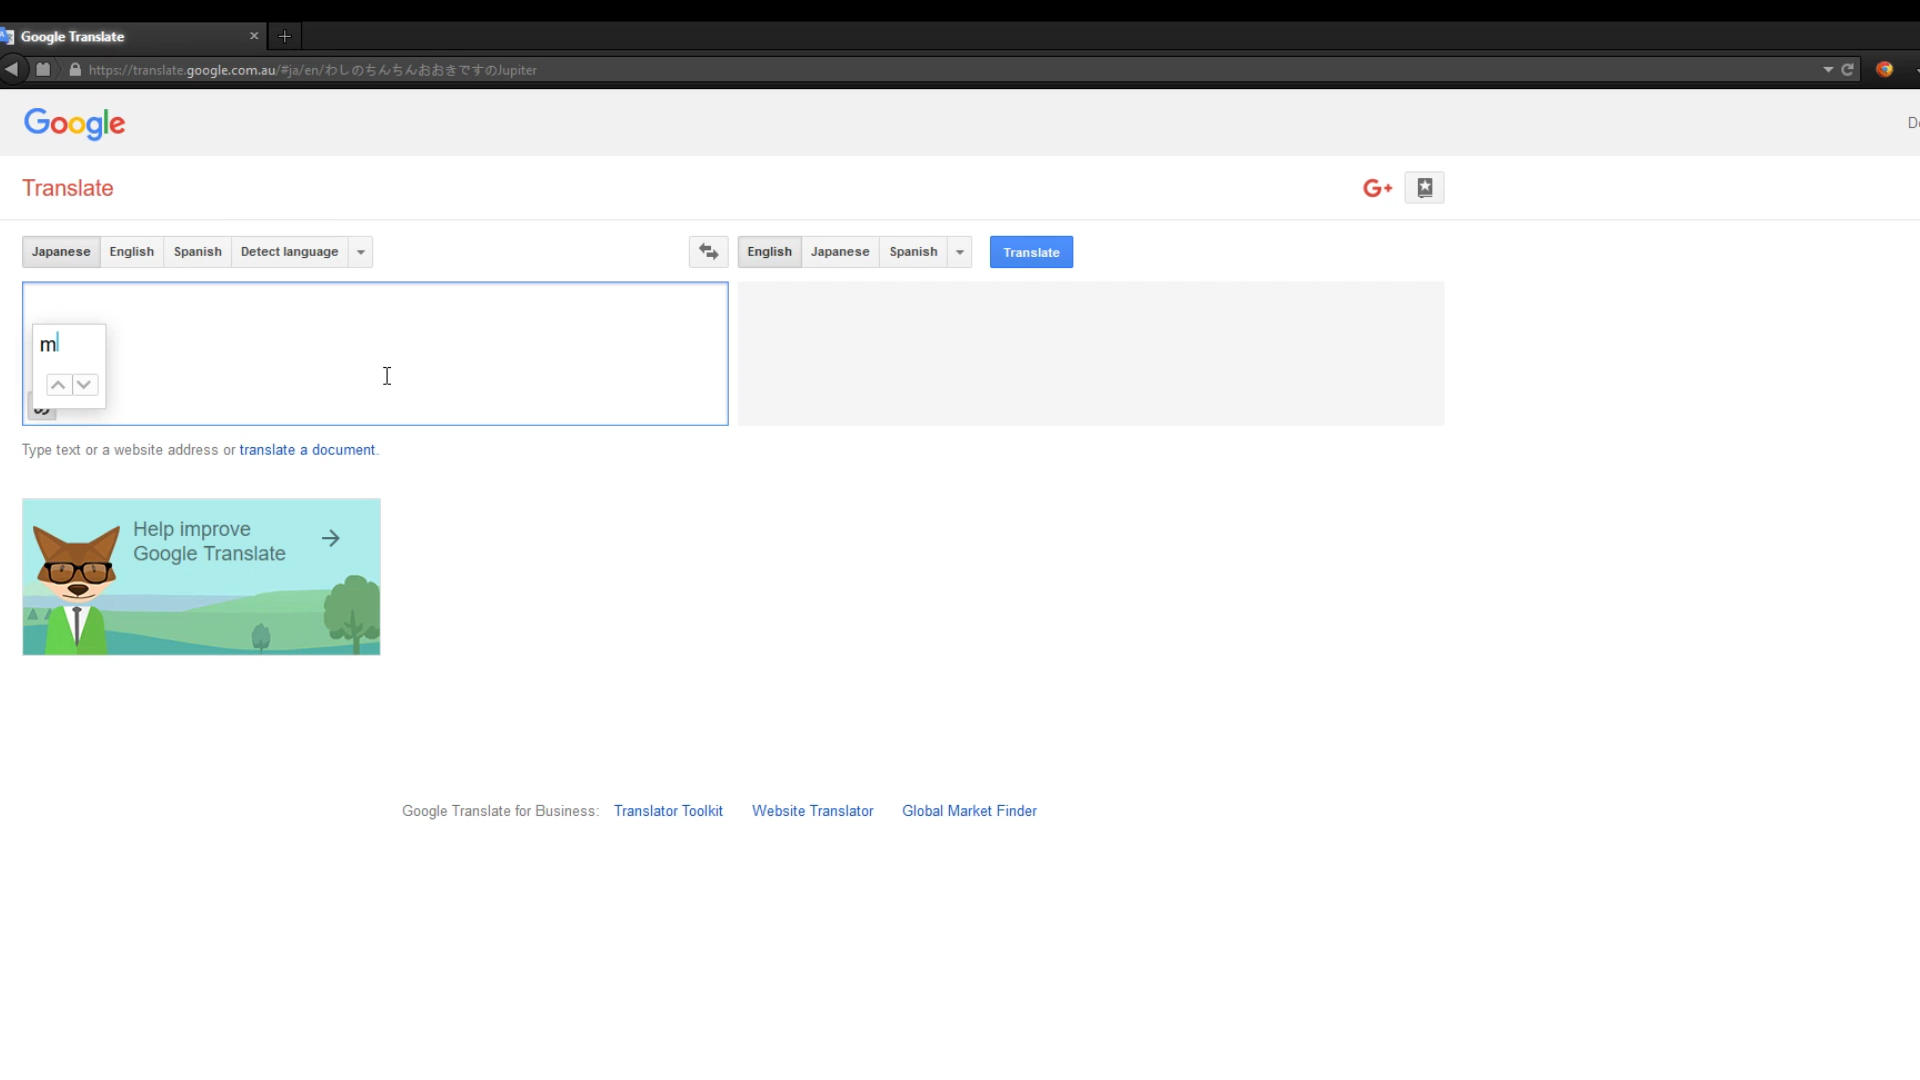 Google Translate
https://translate.google.com.au/#ja/en/わしのちんちんおおきですのJupiter
Google
Translate
G+
Japanese English Spanish Detect language
English Japanese Spanish Translate
m
Type text or a website address or translate a document.
Help improve
Google Translate
Google Translate for Business: Translator Toolkit Website Translator Global Market Finder